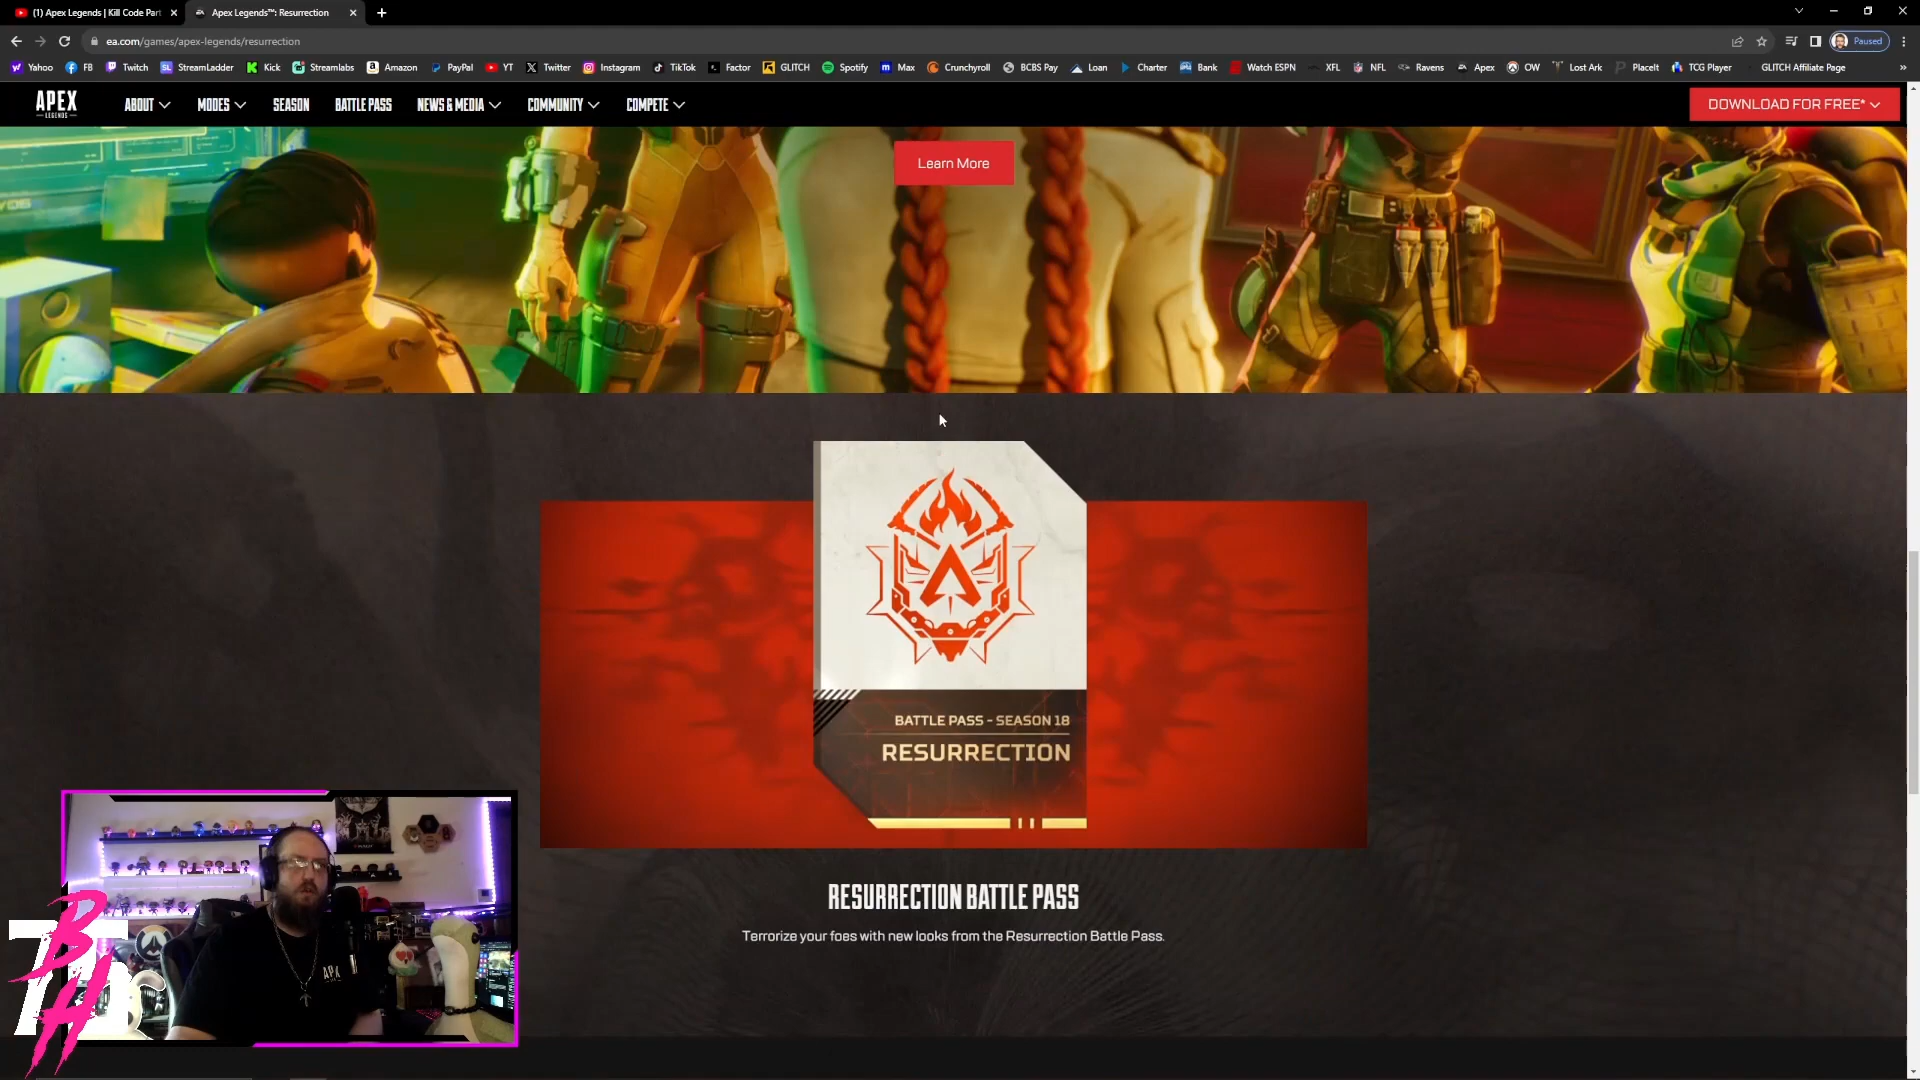 (1) Apex Legends | Kill Code Part
Apex Legends™: Resurrection
ea.com/games/apex-legends/resurrection
Paused
Yahoo FB Twitch StreamLadder Kick Streamlabs Amazon PayPal YT Twitter Instagram TikTok Factor GLITCH Spotify Max Crunchyroll BCBS Pay Loan Charter Bank Watch ESPN XFL NFL Ravens Apex OW Lost Ark PlaceIt TCG Player GLITCH Affiliate Page »
APEX
LEGENDS
ABOUT MODES SEASON BATTLE PASS NEWS & MEDIA COMMUNITY COMPETE
DOWNLOAD FOR FREE*
Learn More
BATTLE PASS - SEASON 18
RESURRECTION
RESURRECTION BATTLE PASS
Terrorize your foes with new looks from the Resurrection Battle Pass.